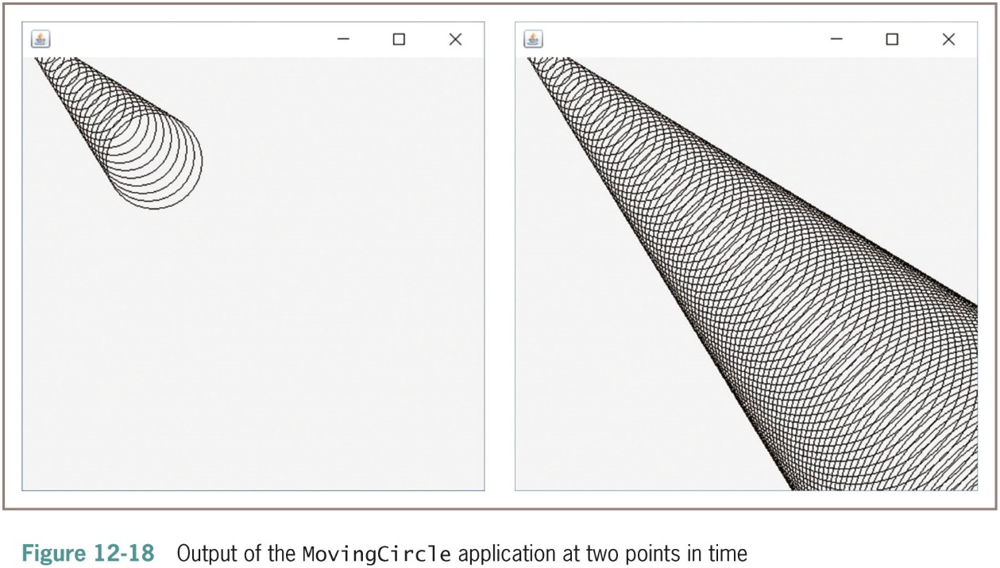 Figure 12-18 Output of the MovingCircle application at two points in time